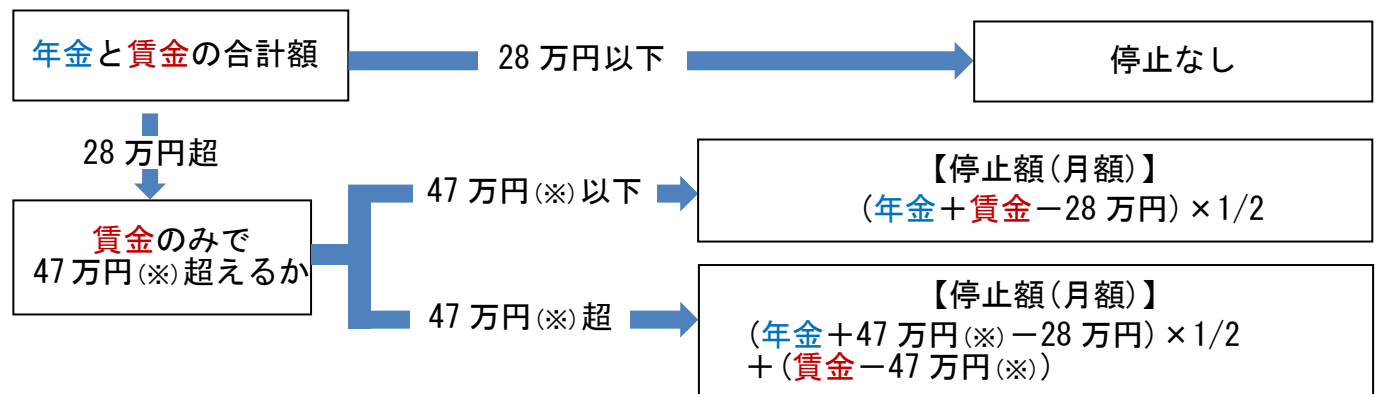 年金と賃金の合計額
28万円以下
停止なし
28万円超
賃金のみで
47万円(※)超えるか
47万円(※)以下
【停止額(月額)】
(年金+賃金-28万円)×1/2
47万円(※)超
【停止額(月額)】
(年金+47万円(※)-28万円)×1/2
+(賃金-47万円(※))